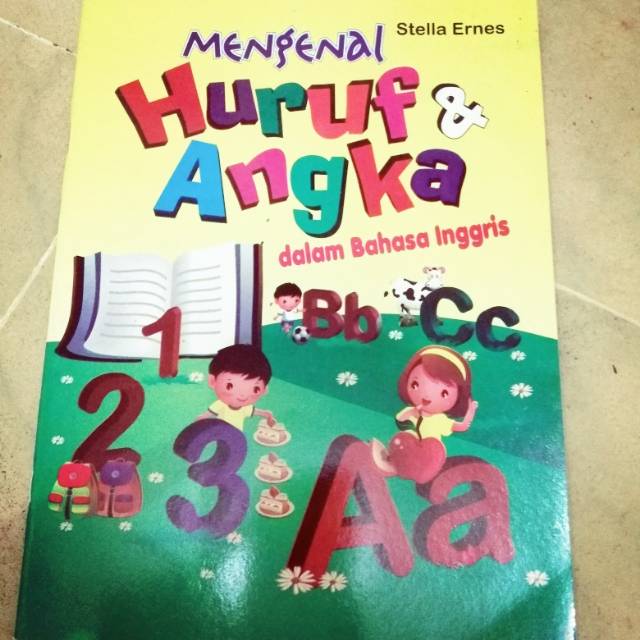 Stella Ernes
MENGENAL
Huruf &
Angka
dalam Bahasa Inggris
1
Bb
Cc
2
3
Aa